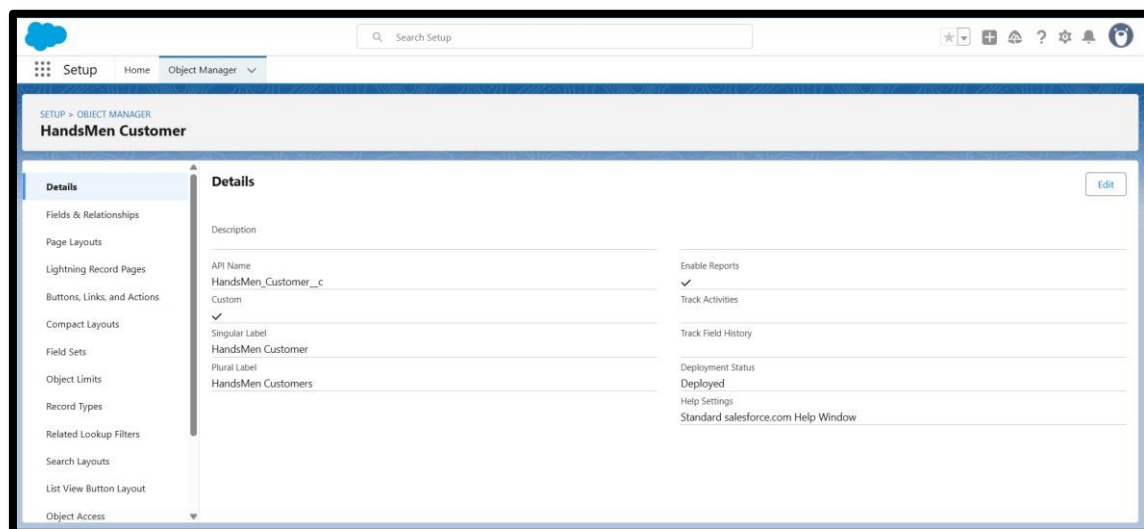 Search Setup
Setup
Home
Object Manager
SETUP > OBJECT MANAGER
HandsMen Customer
Details
Fields & Relationships
Page Layouts
Lightning Record Pages
Buttons, Links, and Actions
Compact Layouts
Field Sets
Object Limits
Record Types
Related Lookup Filters
Search Layouts
List View Button Layout
Object Access
Details
Edit
Description
API Name
HandsMen_Customer__c
Custom
Singular Label
HandsMen Customer
Plural Label
HandsMen Customers
Enable Reports
Track Activities
Track Field History
Deployment Status
Deployed
Help Settings
Standard salesforce.com Help Window